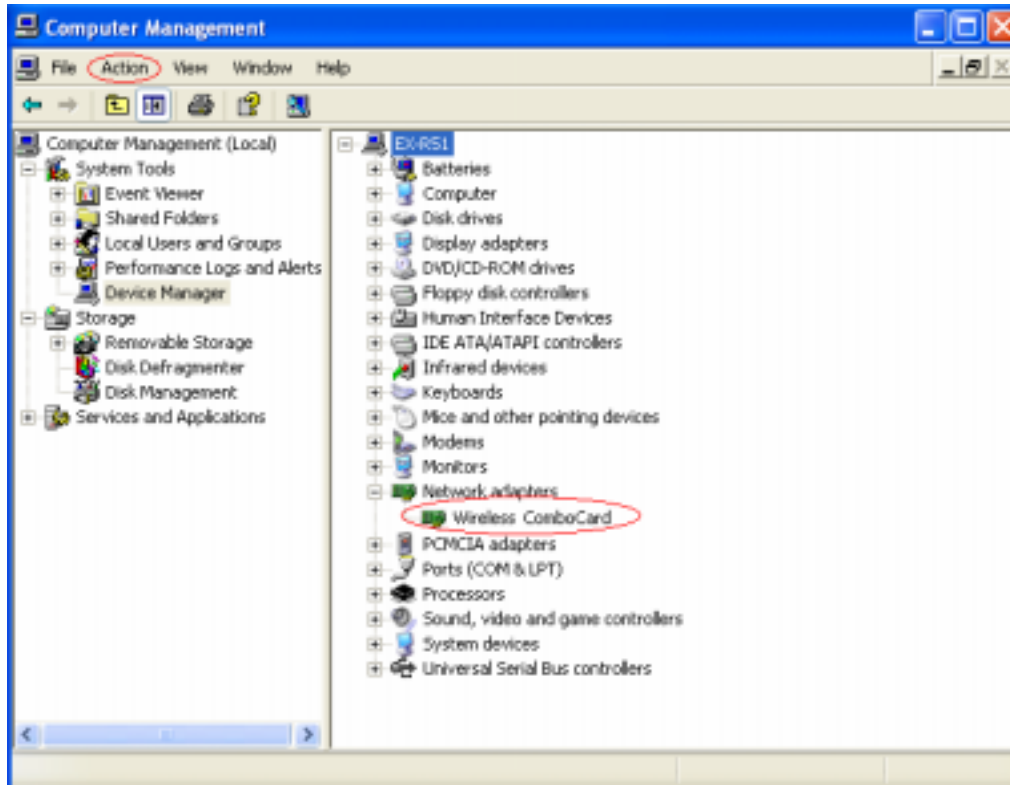 Computer Management
File Action View Window Help
Computer Management (Local)
System Tools
Event Viewer
Shared Folders
Local Users and Groups
Performance Logs and Alerts
Device Manager
Storage
Removable Storage
Disk Defragmenter
Disk Management
Services and Applications
EX-R51
Batteries
Computer
Disk drives
Display adapters
DVD/CD-ROM drives
Floppy disk controllers
Human Interface Devices
IDE ATA/ATAPI controllers
Infrared devices
Keyboards
Mice and other pointing devices
Modems
Monitors
Network adapters
Wireless ComboCard
PCMCIA adapters
Ports (COM & LPT)
Processors
Sound, video and game controllers
System devices
Universal Serial Bus controllers